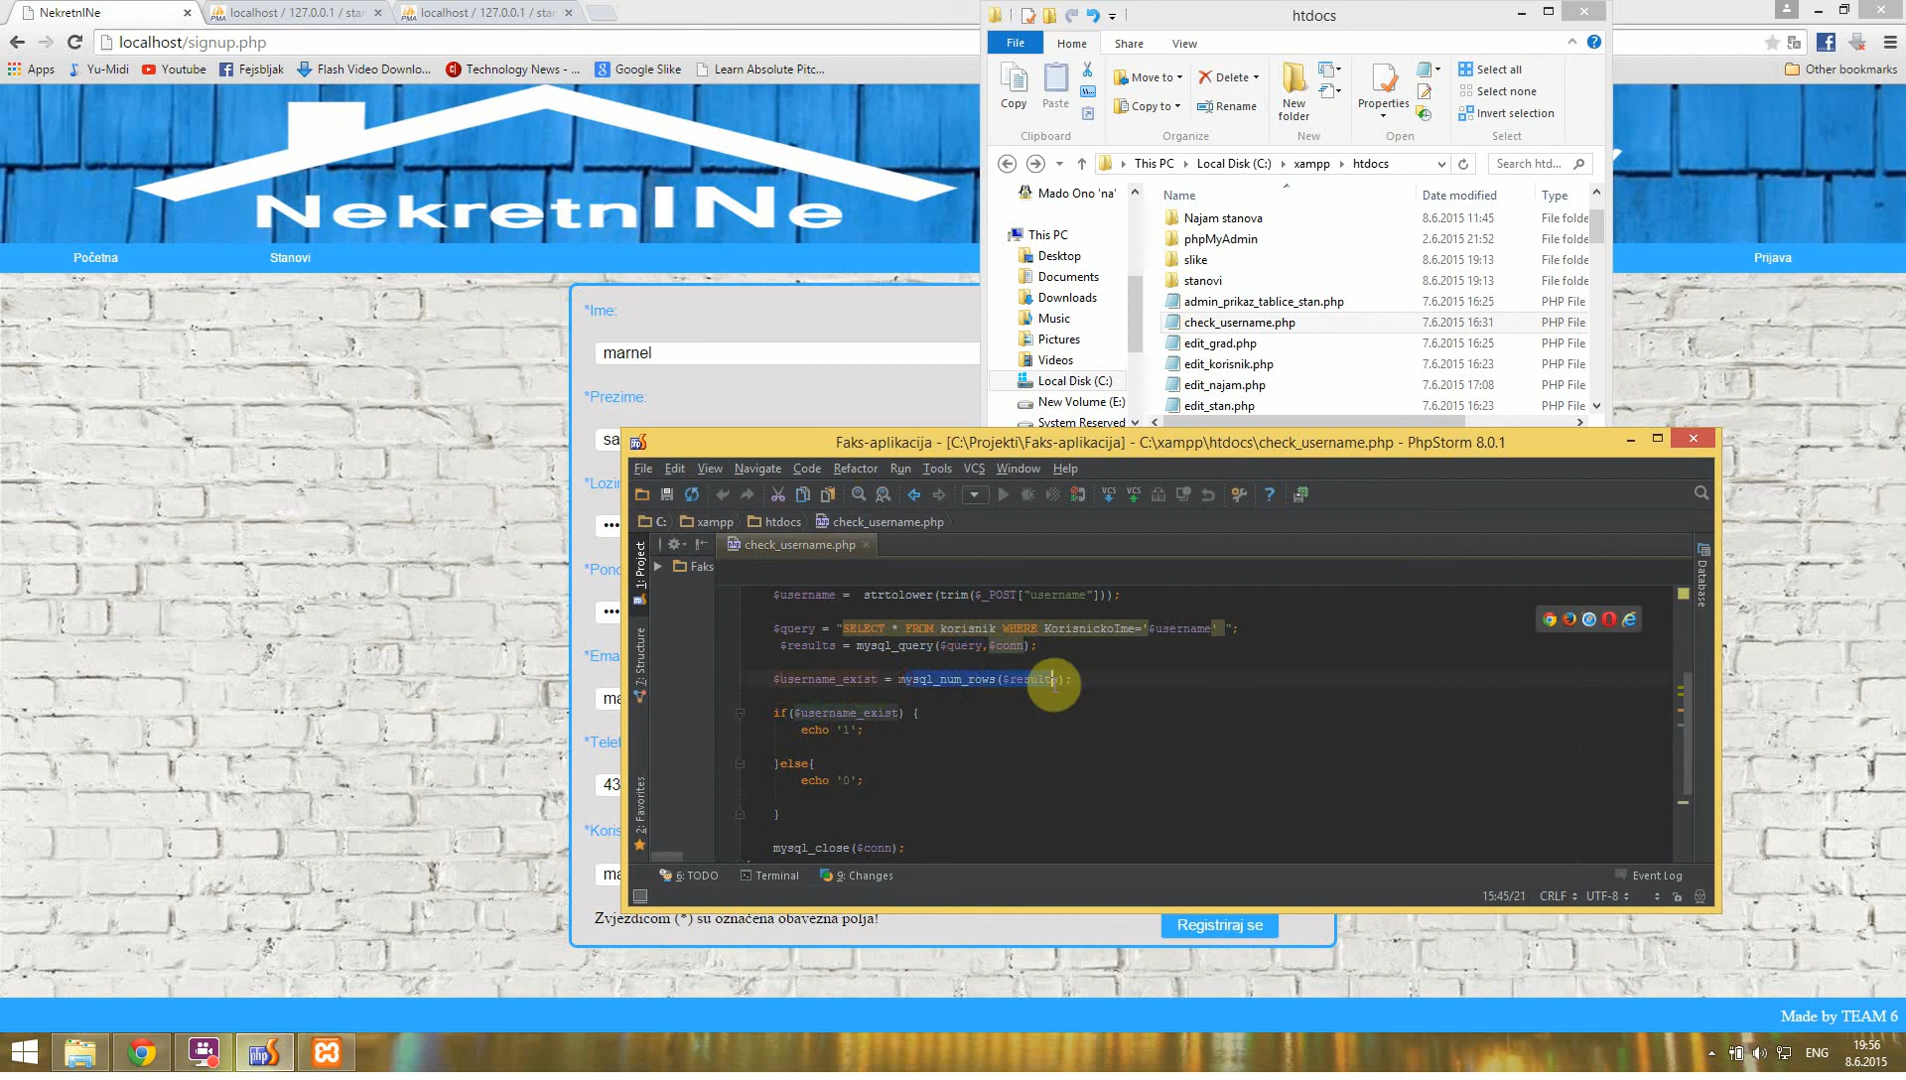 NekretnINe
localhost / 127.0.0.1 / star
localhost / 127.0.0.1 / star
localhost/signup.php
Apps
Yu-Midi
Youtube
Fejsbljak
Flash Video Downlo...
Technology News - ...
Google Slike
Learn Absolute Pitc...
Other bookmarks
NekretnINe
Početna
Stanovi
Prijava
*Ime:
marnel
*Prezime:
*Ema
*Koris
43
Zvjezdicom (*) su označena obavezna polja!
Registriraj se
Made by TEAM 6
htdocs
File
Home
Share
View
Copy
Paste
Clipboard
Move to
Copy to
Delete
Rename
Organize
New
folder
New
Properties
Open
Select all
Select none
Invert selection
Select
This PC
Local Disk (C:)
xampp
htdocs
Search htd...
Name
Date modified
Type
Mado Ono 'na'
This PC
Desktop
Documents
Downloads
Music
Pictures
Videos
Local Disk (C:)
New Volume (E:)
System Reserved
Najam stanova 8.6.2015 11:45 File folde
phpMyAdmin 2.6.2015 21:52 File folde
slike 8.6.2015 19:13 File folde
stanovi 8.6.2015 19:13 File folde
admin_prikaz_tablice_stan.php 7.6.2015 16:25 PHP File
check_username.php 7.6.2015 16:31 PHP File
edit_grad.php 7.6.2015 16:25 PHP File
edit_korisnik.php 7.6.2015 16:23 PHP File
edit_najam.php 7.6.2015 17:08 PHP File
edit_stan.php 7.6.2015 16:23 PHP File
Faks-aplikacija - [C:\Projekti\Faks-aplikacija] - C:\xampp\htdocs\check_username.php - PhpStorm 8.0.1
File Edit View Navigate Code Refactor Run Tools VCS Window Help
C: xampp htdocs check_username.php
check_username.php
Faks
1: Project
7: Structure
2: Favorites
Database
$username = strtolower(trim($_POST["username"]));
$query = "SELECT * FROM korisnik WHERE KorisnickoIme='$username' ";
$results = mysql_query($query,$conn);
$username_exist = mysql_num_rows($results);
if($username_exist) {
echo '1';
}else{
echo '0';
}
mysql_close($conn);
6: TODO
Terminal
9: Changes
Event Log
15:45/21
CRLF
UTF-8
ENG
19:56
8.6.2015